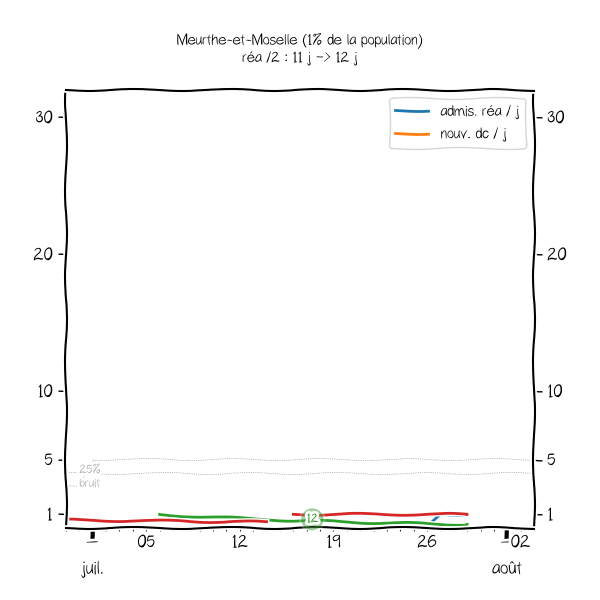 Meurthe-et-Moselle (1% de la population)
réa /2 : 11 j -> 12 j
admis. réa / j
nouv. dc / j
30
30
20
20
10
10
5
5
25%
bruit
1
1
12
05
12
19
26
02
juil.
août